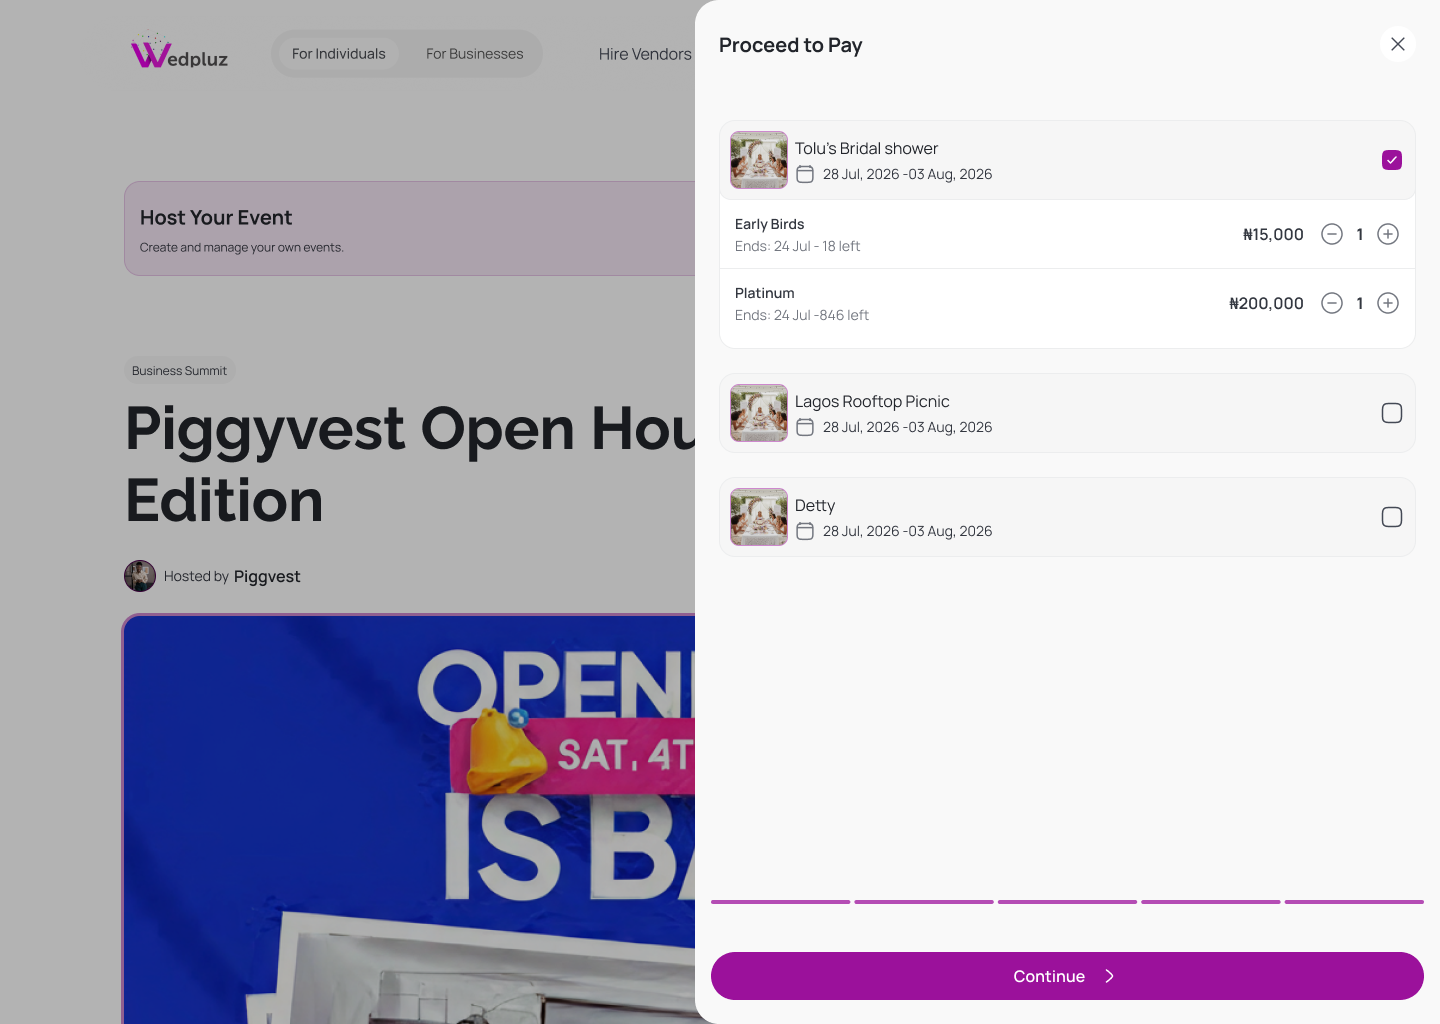 Wedpluz
For Individuals
For Businesses
Hire Vendors
Host Your Event
Create and manage your own events.
Business Summit
Piggyvest Open Hou
Edition
Hosted by Piggvest
OPEN
SAT, 4T
IS BA
Proceed to Pay
Tolu's Bridal shower
28 Jul, 2026 -03 Aug, 2026
Early Birds
Ends: 24 Jul - 18 left
₦15,000
1
Platinum
Ends: 24 Jul -846 left
₦200,000
1
Lagos Rooftop Picnic
28 Jul, 2026 -03 Aug, 2026
Detty
28 Jul, 2026 -03 Aug, 2026
Continue